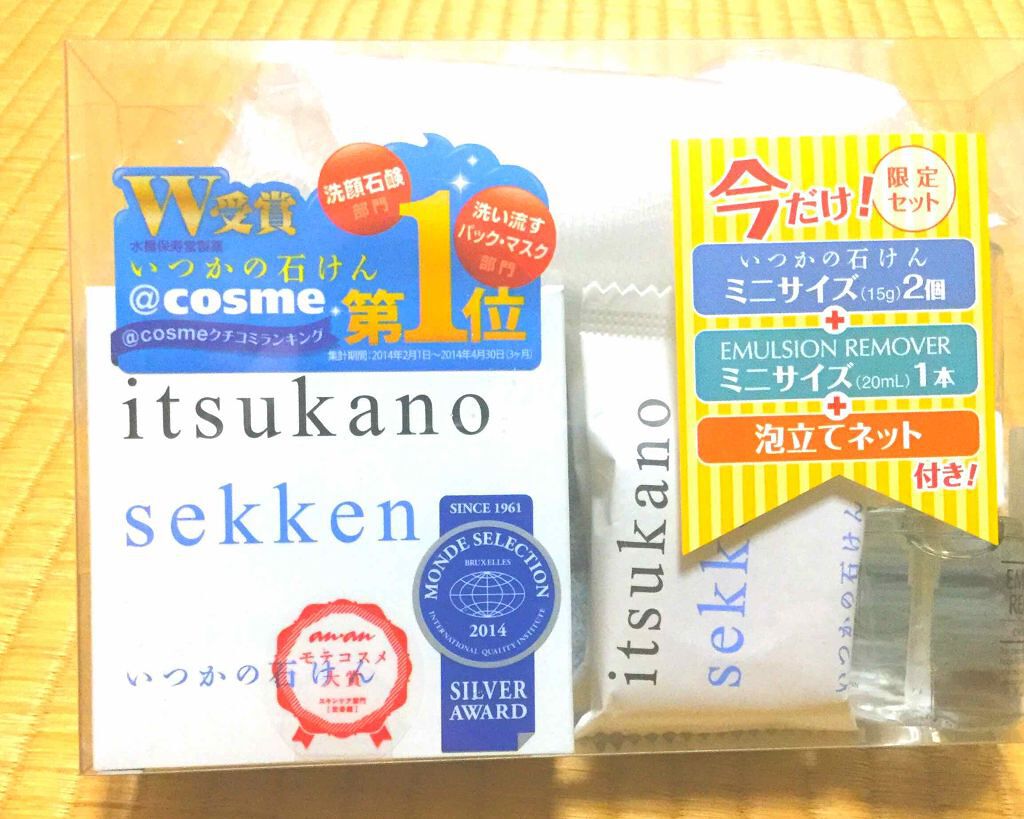 W受賞
洗顔石鹸
部門
第1位
洗い流す
パック・マスク
部門
水橋保寿堂製薬
いつかの石けん
@cosme
@cosmeクチコミランキング
集計期間:2014年2月1日〜2014年4月30日(3ヶ月)
itsukano
sekken
いつかの石けん
an·an
モテコスメ
大賞
スキンケア部門
SINCE 1961
MONDE SELECTION
BRUXELLES
2014
INTERNATIONAL QUALITY INSTITUTE
SILVER
AWARD
itsukano
sekk
いつかの石けん
今だけ!
限定
セット
いつかの石けん
ミニサイズ(15g)2個
+
EMULSION REMOVER
ミニサイズ(20mL)1本
+
泡立てネット
付き!